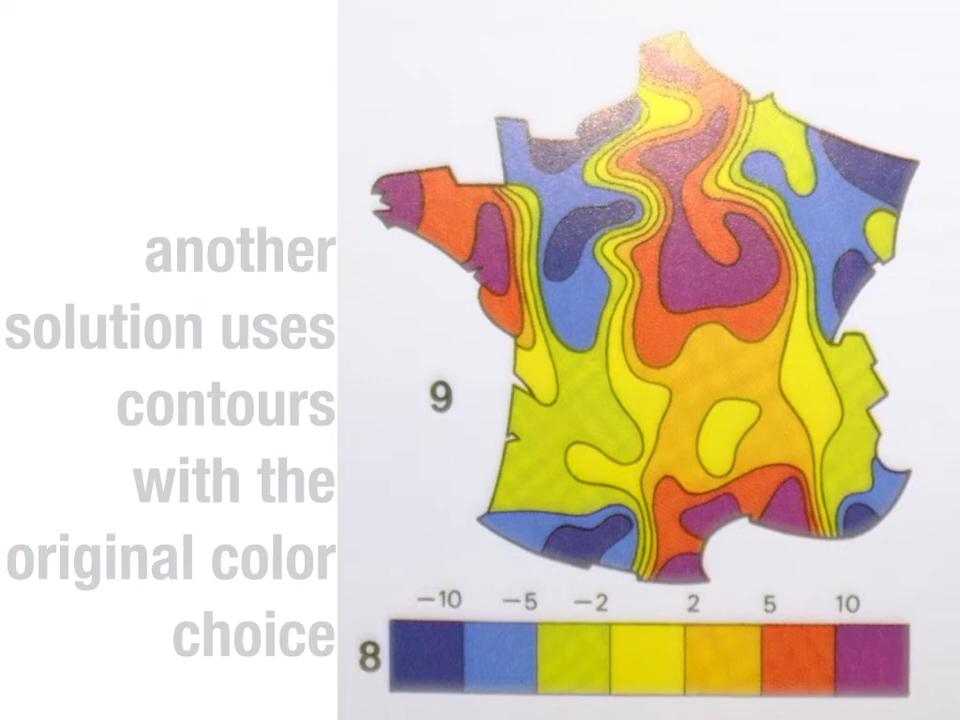 another
solution uses
contours
with the
original color
choice
9
−10 −5 −2 2 5 10
8